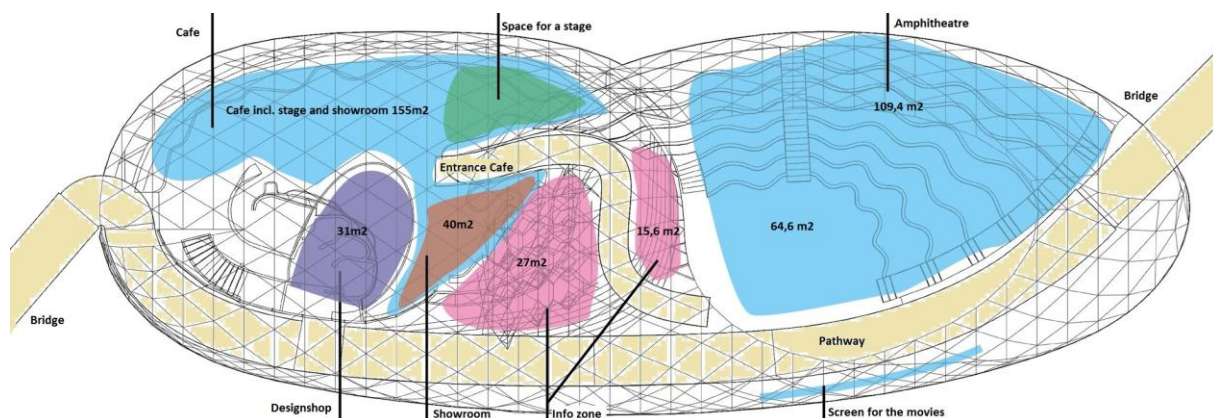 Cafe
Space for a stage
Amphitheatre
Bridge
Cafe incl. stage and showroom 155m2
109,4 m2
Entrance Cafe
31m2
40m2
27m2
15,6 m2
64,6 m2
Bridge
Pathway
Designshop
Showroom
Info zone
Screen for the movies